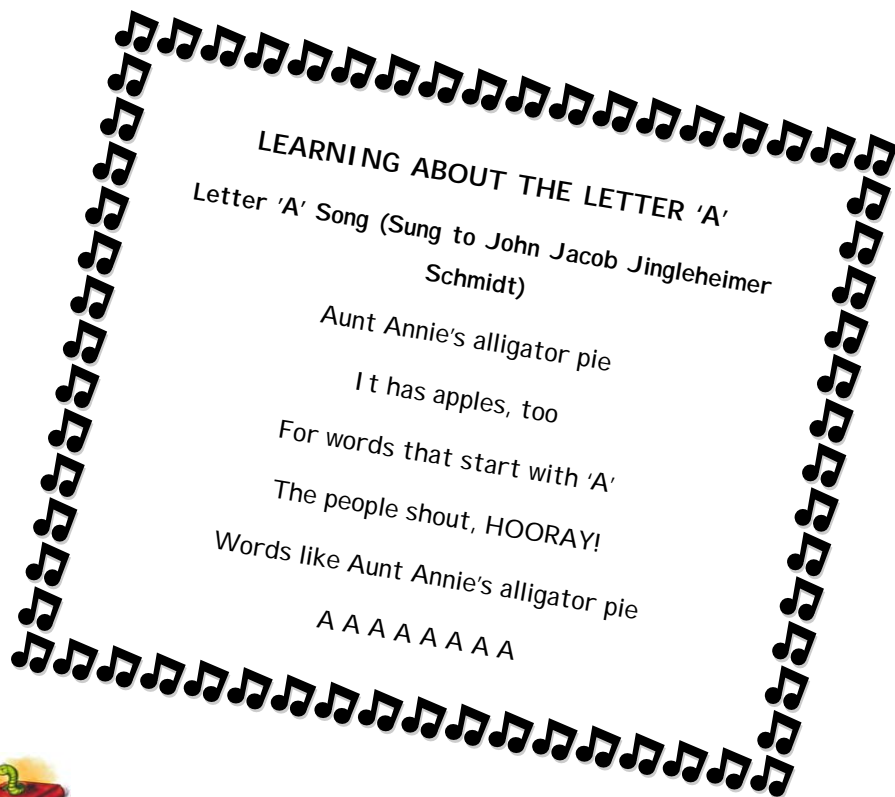 LEARNING ABOUT THE LETTER ‘A’
Letter ’A’ Song (Sung to John Jacob Jingleheimer
Schmidt)
Aunt Annie’s alligator pie
It has apples, too
For words that start with ‘A’
The people shout, HOORAY!
Words like Aunt Annie’s alligator pie
A A A A A A A A